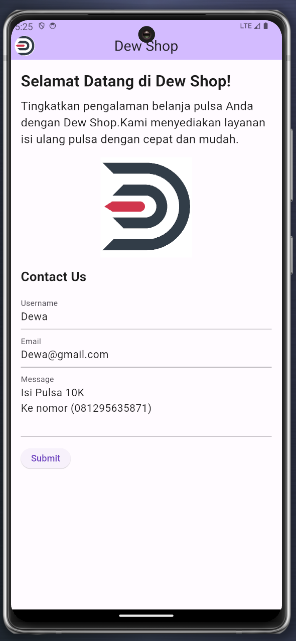 5:25
LTE
Dew Shop
Selamat Datang di Dew Shop!
Tingkatkan pengalaman belanja pulsa Anda
dengan Dew Shop.Kami menyediakan layanan
isi ulang pulsa dengan cepat dan mudah.
Contact Us
Username
Dewa
Email
Dewa@gmail.com
Message
Isi Pulsa 10K
Ke nomor (081295635871)
Submit